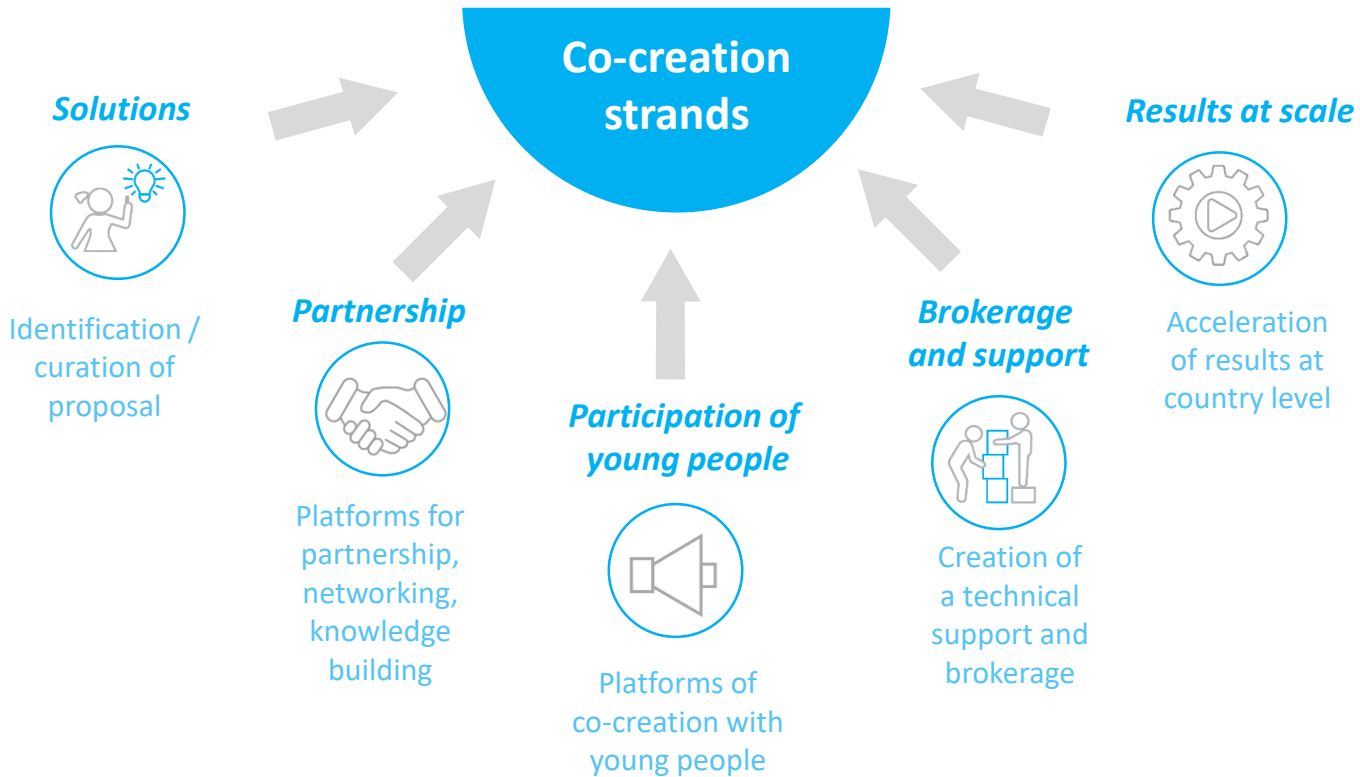 Co-creation
strands
Solutions
Identification /
curation of
proposal
Partnership
Platforms for
partnership,
networking,
knowledge
building
Participation of
young people
Platforms of
co-creation with
young people
Brokerage
and support
Creation of
a technical
support and
brokerage
Results at scale
Acceleration
of results at
country level